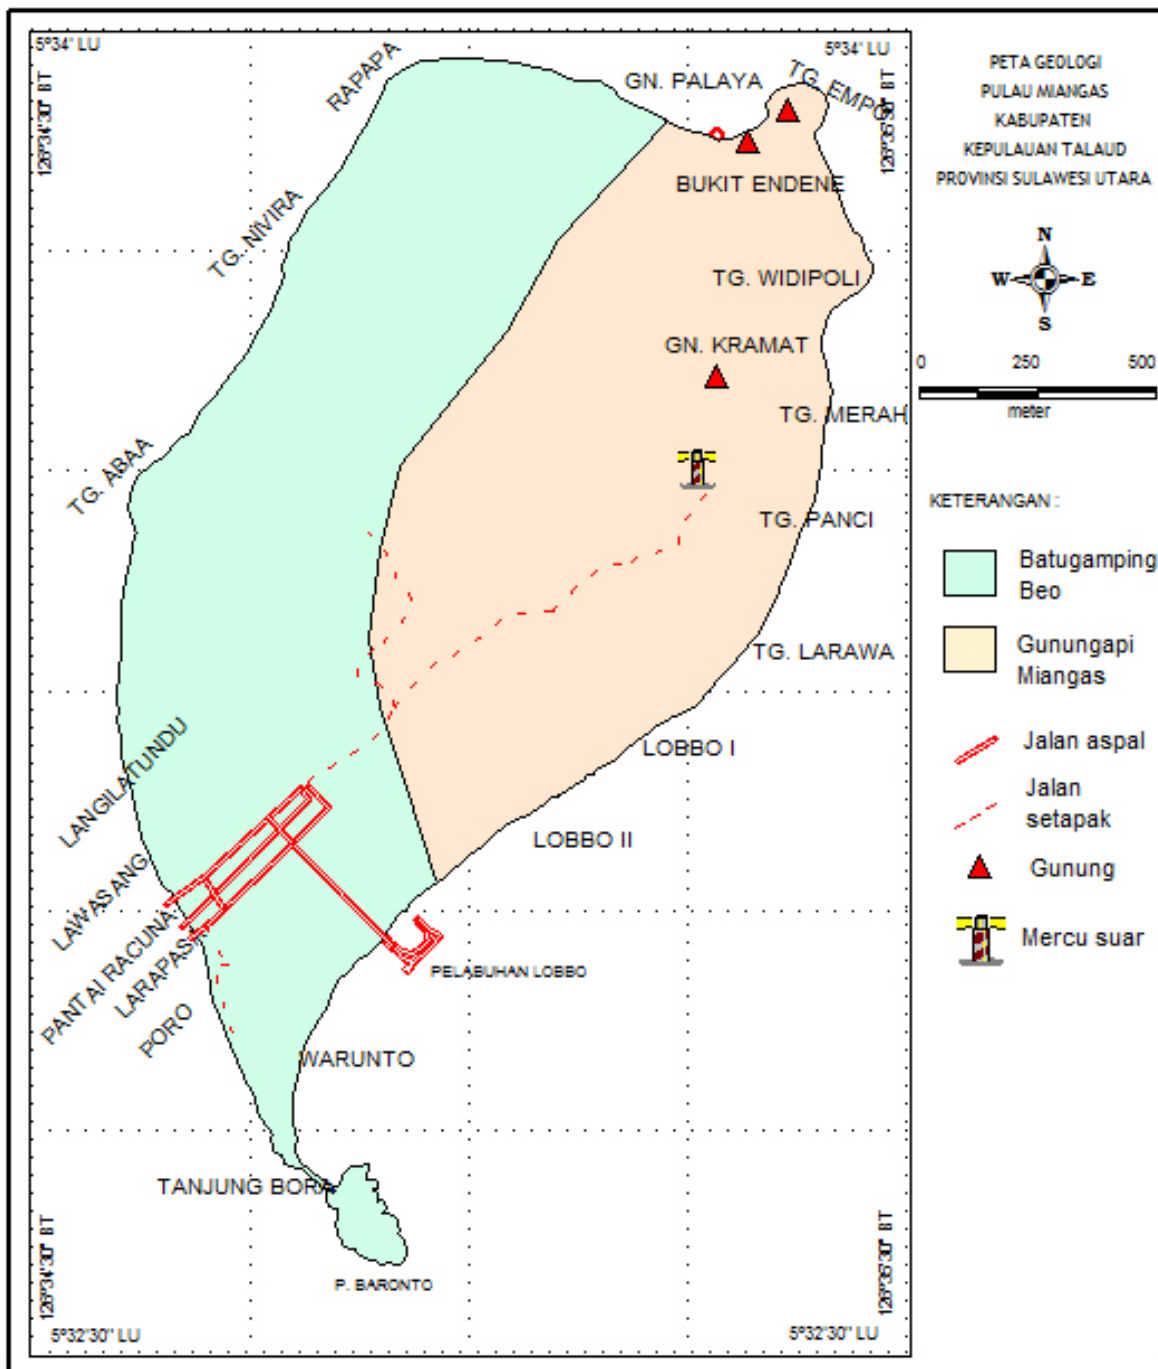 5°34' LU
5°34' LU
126°34'30" BT
126°35'30" BT
RAPAPA
GN. PALAYA
TG. EMPO
BUKIT ENDENE
TG. NIVIRA
TG. WIDIPOLI
GN. KRAMAT
TG. MERAH
TG. ABAA
TG. PANCI
TG. LARAWA
LANGILATUNDU
LOBBO I
LOBBO II
LAWASANG
PANTAI RACUNA
LARAPASA
PORO
PELABUHAN LOBBO
WARUNTO
TANJUNG BORA
P. BARONTO
126°34'30" BT
126°35'30" BT
5°32'30" LU
5°32'30" LU
PETA GEOLOGI
PULAU MIANGAS
KABUPATEN
KEPULAUAN TALAUD
PROVINSI SULAWESI UTARA
N
W
E
S
0
250
500
meter
KETERANGAN :
Batugamping
Beo
Gunungapi
Miangas
Jalan aspal
Jalan
setapak
Gunung
Mercu suar